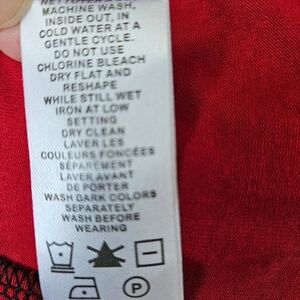 MACHINE WASH,
INSIDE OUT, IN
COLD WATER AT A
GENTLE CYCLE.
DO NOT USE
CHLORINE BLEACH
DRY FLAT AND
RESHAPE
WHILE STILL WET
IRON AT LOW
SETTING
DRY CLEAN
LAVER LES
COULEURS FONCÉES
SÉPARÉMENT
LAVER AVANT
DE PORTER
WASH DARK COLORS
SEPARATELY
WASH BEFORE
WEARING
P